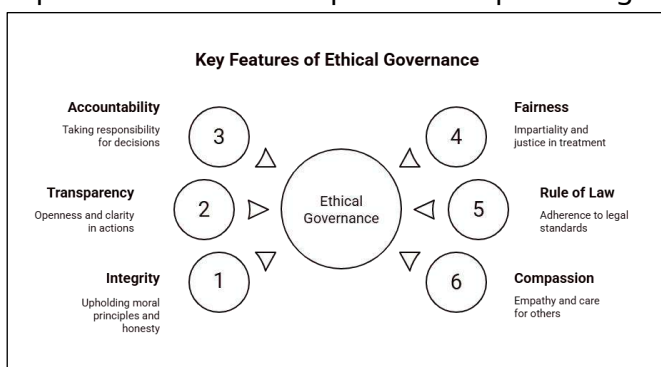 Key Features of Ethical Governance
Accountability
Taking responsibility
for decisions
3
Transparency
Openness and clarity
in actions
2
Integrity
Upholding moral
principles and
honesty
1
Ethical
Governance
4
Fairness
Impartiality and
justice in treatment
5
Rule of Law
Adherence to legal
standards
6
Compassion
Empathy and care
for others